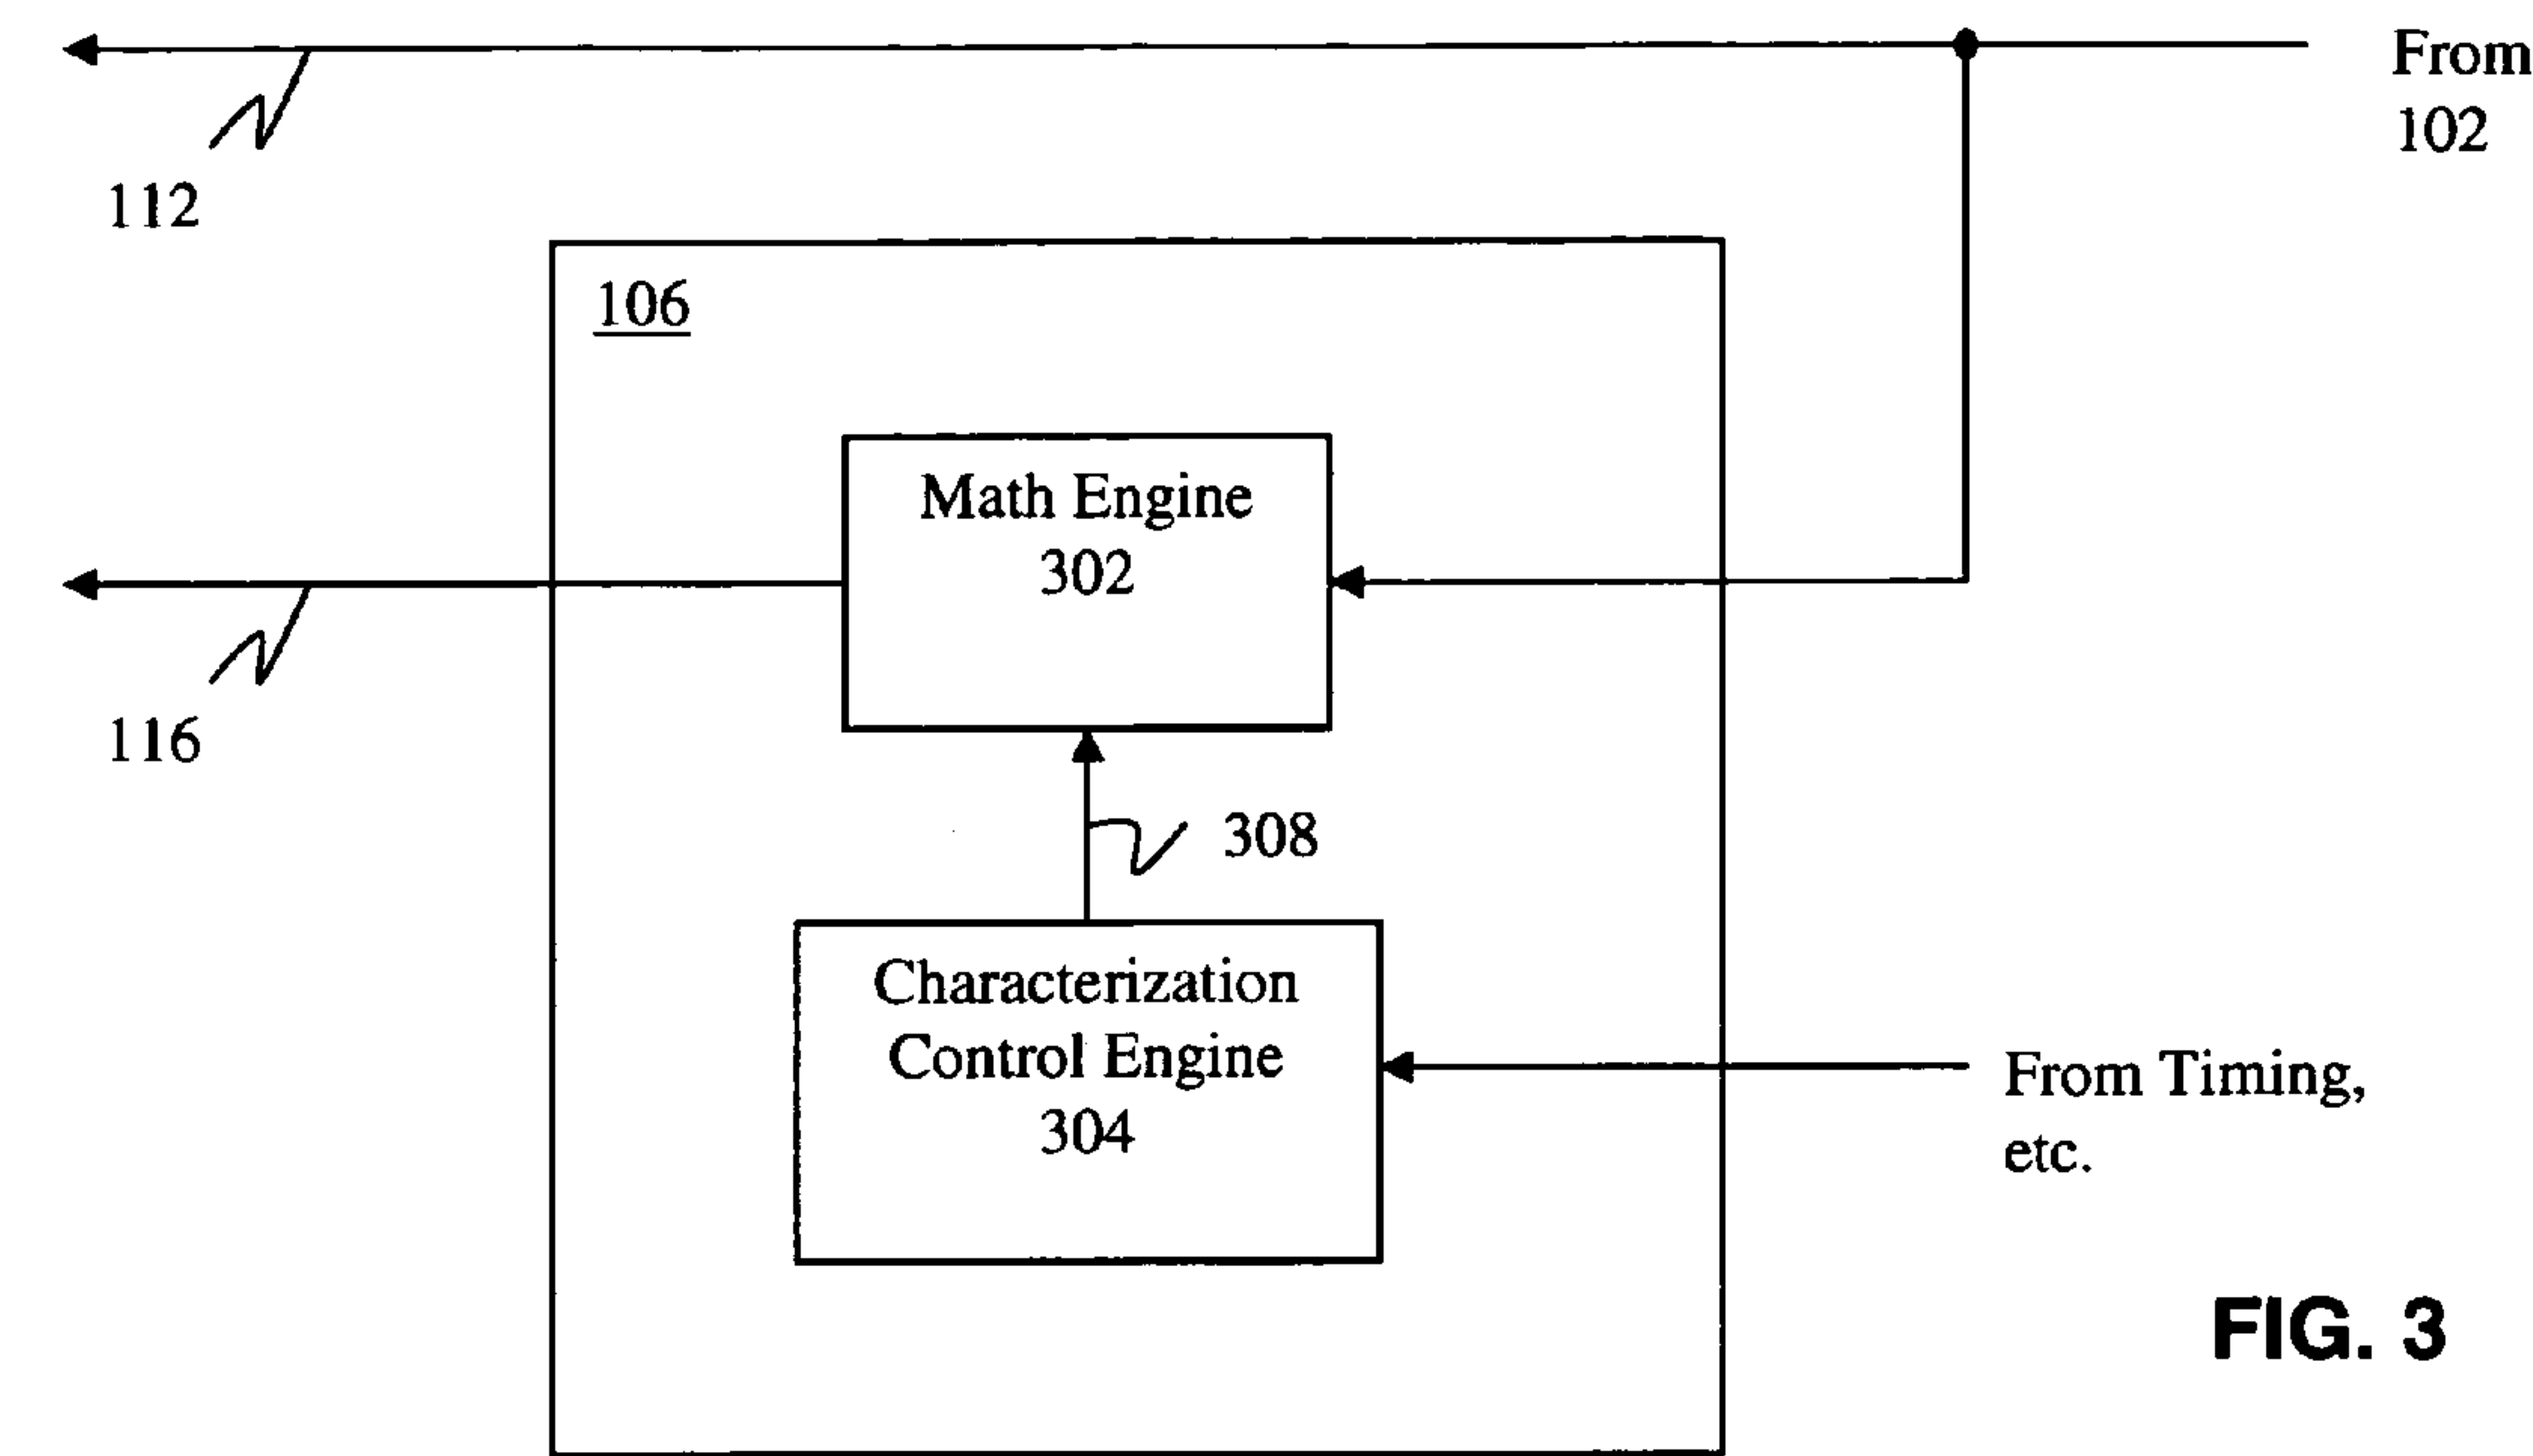 From
102
112
106
Math Engine
302
116
308
Characterization
Control Engine
304
From Timing,
etc.
FIG. 3